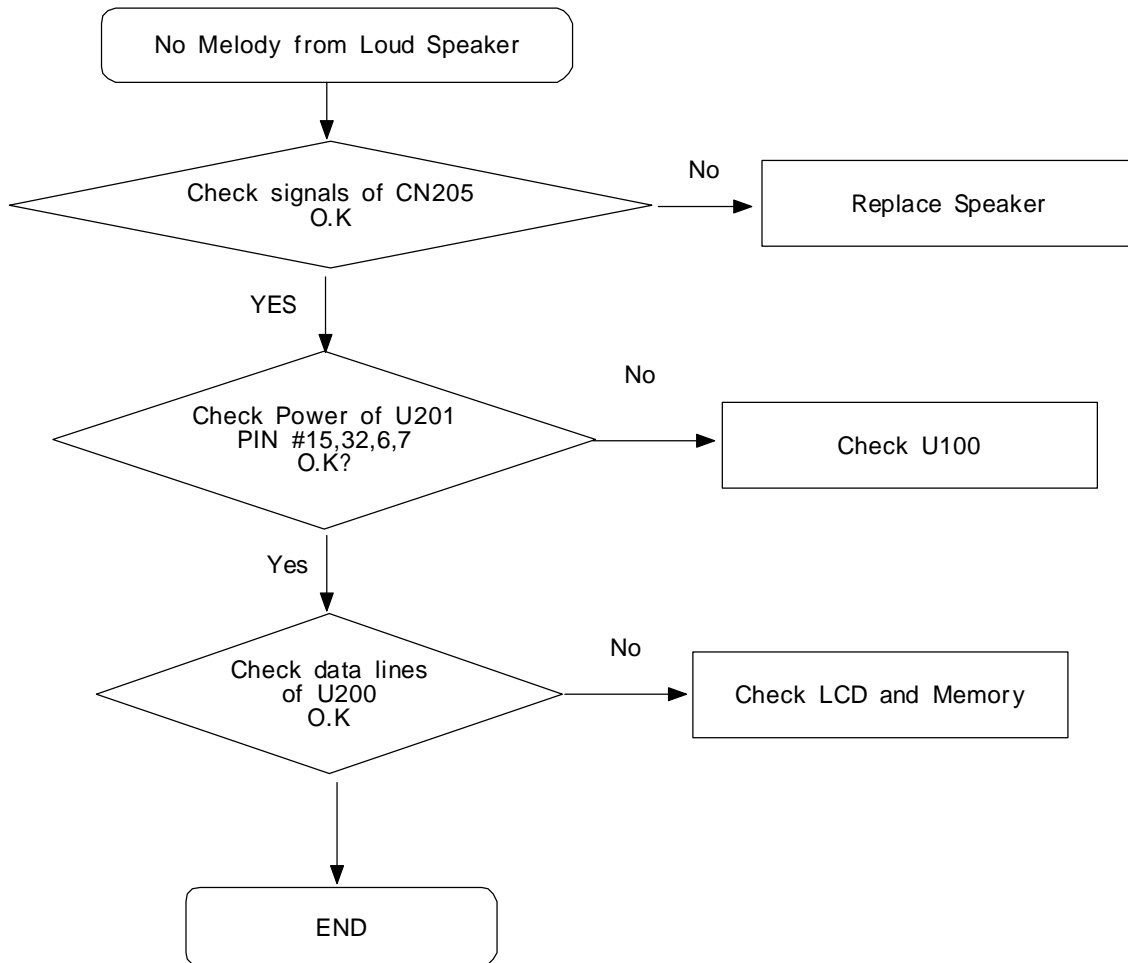 No Melody from Loud Speaker
Check signals of CN205
O.K
No
Replace Speaker
YES
Check Power of U201
PIN #15,32,6,7
O.K?
No
Check U100
Yes
Check data lines
of U200
O.K
No
Check LCD and Memory
END